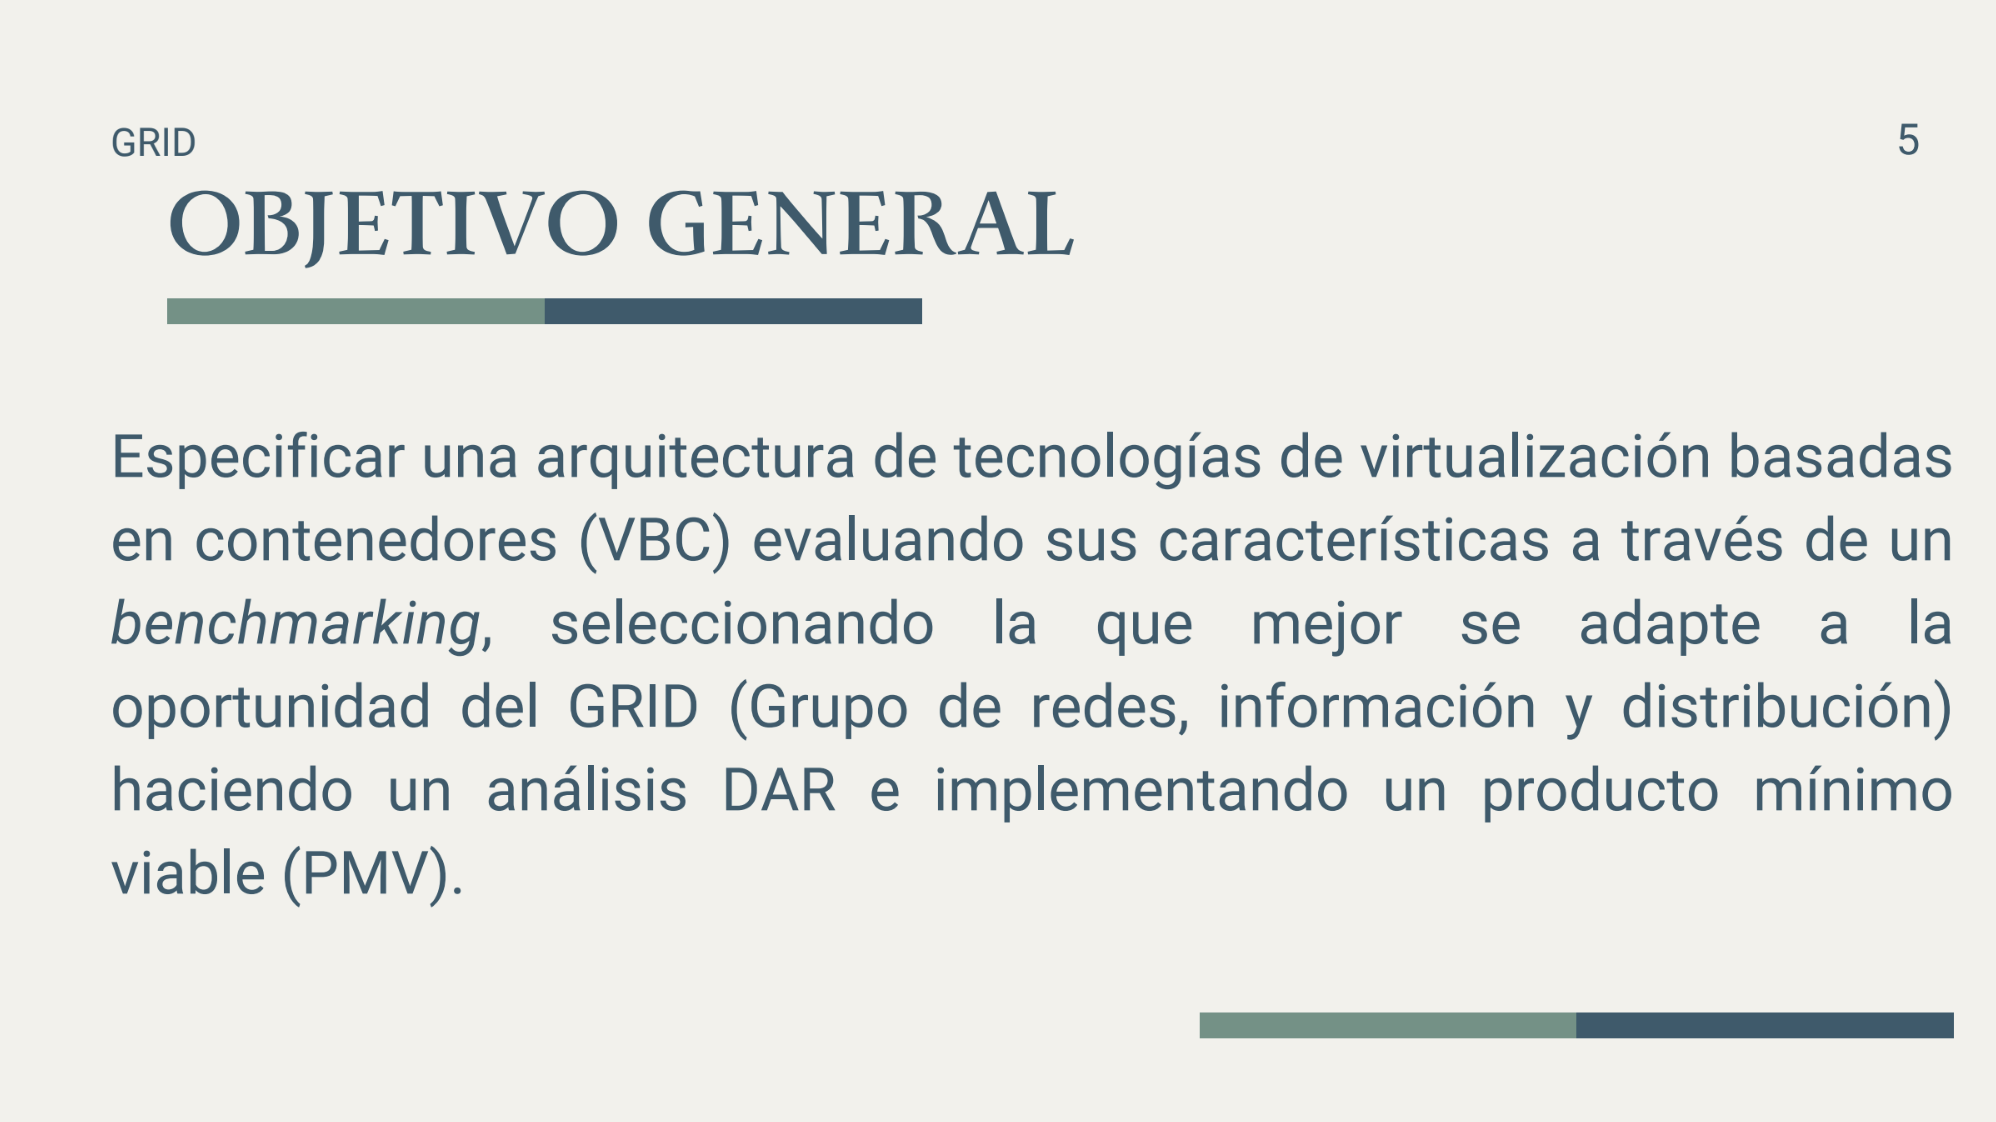 GRID
5
OBJETIVO GENERAL
Especificar una arquitectura de tecnologías de virtualización basadas
en contenedores (VBC) evaluando sus características a través de un
benchmarking, seleccionando la que mejor se adapte a la
oportunidad del GRID (Grupo de redes, información y distribución)
haciendo un análisis DAR e implementando un producto mínimo
viable (PMV).